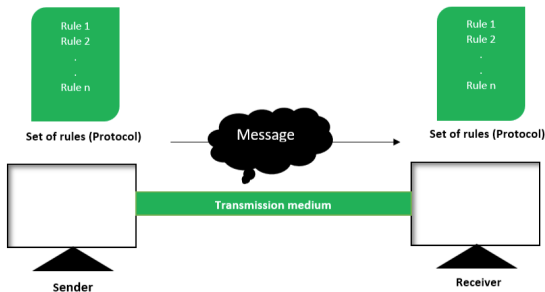 Rule 1
Rule 2
.
.
Rule n
Set of rules (Protocol)
Rule 1
Rule 2
.
.
Rule n
Set of rules (Protocol)
Message
Transmission medium
Sender
Receiver